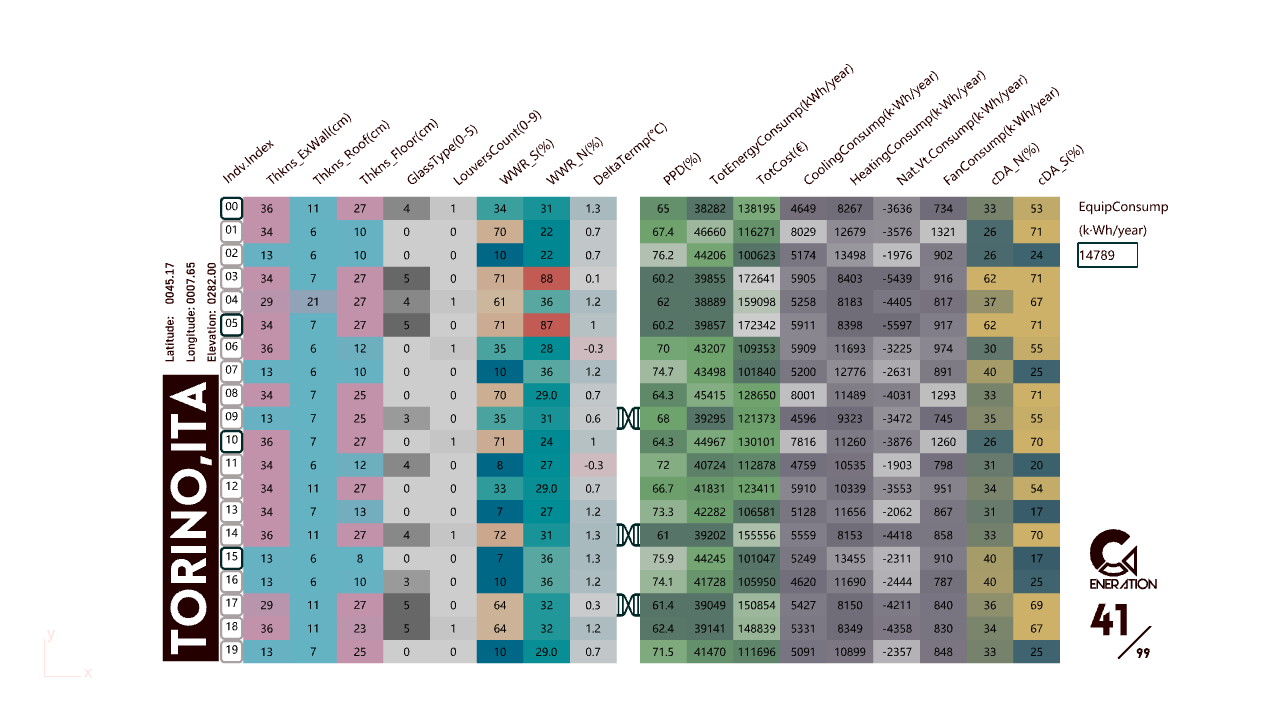 Indv.Index Thkns_ExWall(cm) Thkns_Roof(cm) Thkns_Floor(cm) GlassType(0-5) LouversCount(0-9) WWR_S(%) WWR_N(%) DeltaTermp(°C) PPD(%) TotEnergyConsump(kWh/year) TotCost(€) CoolingConsump(k·Wh/year) HeatingConsump(k·Wh/year) Nat.Vt.Consump(k·Wh/year) FanConsump(k·Wh/year) cDA_N(%) cDA_S(%)
00 36 11 27 4 1 34 31 1.3 65 38282 138195 4649 8267 -3636 734 33 53
01 34 6 10 0 0 70 22 0.7 67.4 46660 116271 8029 12679 -3576 1321 26 71
02 13 6 10 0 0 10 22 0.7 76.2 44206 100623 5174 13498 -1976 902 26 24
03 34 7 27 5 0 71 88 0.1 60.2 39855 172641 5905 8403 -5439 916 62 71
04 29 21 27 4 1 61 36 1.2 62 38889 159098 5258 8183 -4405 817 37 67
05 34 7 27 5 0 71 87 1 60.2 39857 172342 5911 8398 -5597 917 62 71
06 36 6 12 0 1 35 28 -0.3 70 43207 109353 5909 11693 -3225 974 30 55
07 13 6 10 0 0 10 36 1.2 74.7 43498 101840 5200 12776 -2631 891 40 25
08 34 7 25 0 0 70 29.0 0.7 64.3 45415 128650 8001 11489 -4031 1293 33 71
09 13 7 25 3 0 35 31 0.6 68 39295 121373 4596 9323 -3472 745 35 55
10 36 7 27 0 1 71 24 1 64.3 44967 130101 7816 11260 -3876 1260 26 70
11 34 6 12 4 0 8 27 -0.3 72 40724 112878 4759 10535 -1903 798 31 20
12 34 11 27 0 0 33 29.0 0.7 66.7 41831 123411 5910 10339 -3553 951 34 54
13 34 7 13 0 0 7 27 1.2 73.3 42282 106581 5128 11656 -2062 867 31 17
14 36 11 27 4 1 72 31 1.3 61 39202 155556 5559 8153 -4418 858 33 70
15 13 6 8 0 0 7 36 1.3 75.9 44245 101047 5249 13455 -2311 910 40 17
16 13 6 10 3 0 10 36 1.2 74.1 41728 105950 4620 11690 -2444 787 40 25
17 29 11 27 5 0 64 32 0.3 61.4 39049 150854 5427 8150 -4211 840 36 69
18 36 11 23 5 1 64 32 1.2 62.4 39141 148839 5331 8349 -4358 830 34 67
19 13 7 25 0 0 10 29.0 0.7 71.5 41470 111696 5091 10899 -2357 848 33 25
Latitude: 0045.17
Longitude: 0007.65
Elevation: 0282.00
TORINO,ITA
EquipConsump
(k·Wh/year)
14789
GENERATION
41/99
y
x